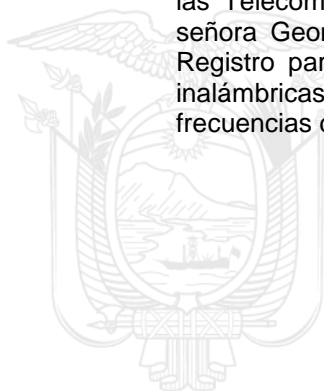 las Telecom
señora Geor
Registro par
inalámbricas
frecuencias